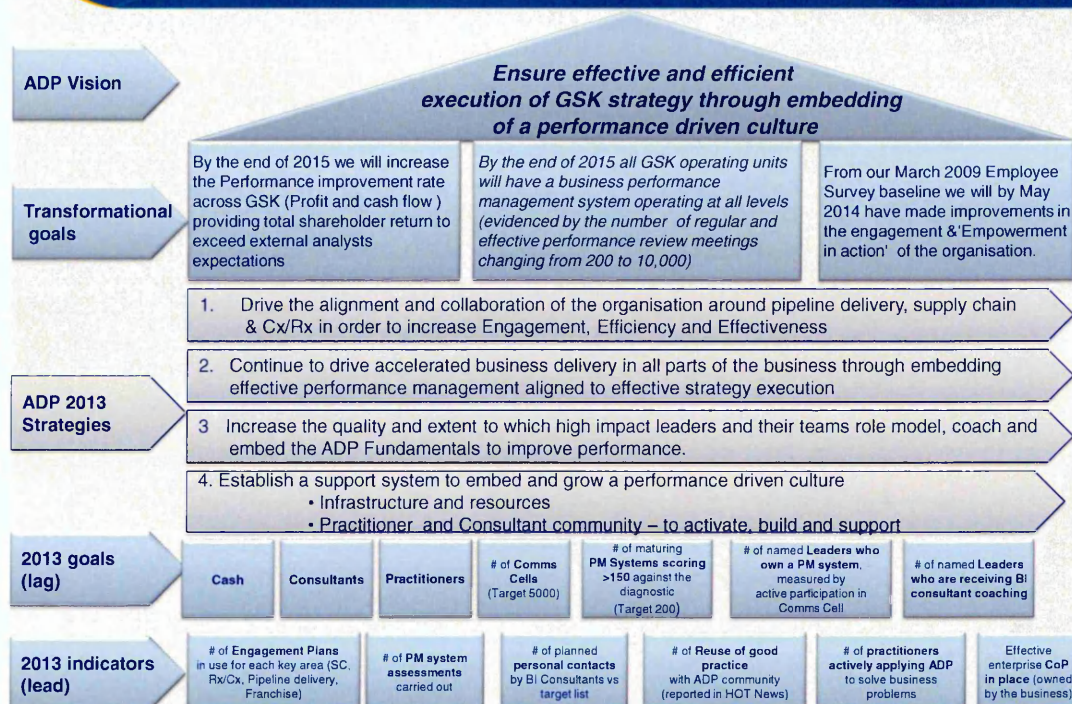 ADP Vision
Ensure effective and efficient
execution of GSK strategy through embedding
of a performance driven culture
Transformational
goals
By the end of 2015 we will increase
the Performance improvement rate
across GSK (Profit and cash flow )
providing total shareholder return to
exceed external analysts
expectations
By the end of 2015 all GSK operating units
will have a business performance
management system operating at all levels
(evidenced by the number of regular and
effective performance review meetings
changing from 200 to 10,000)
From our March 2009 Employee
Survey baseline we will by May
2014 have made improvements in
the engagement &'Empowerment
in action' of the organisation.
ADP 2013
Strategies
1. Drive the alignment and collaboration of the organisation around pipeline delivery, supply chain
& Cx/Rx in order to increase Engagement, Efficiency and Effectiveness
2. Continue to drive accelerated business delivery in all parts of the business through embedding
effective performance management aligned to effective strategy execution
3 Increase the quality and extent to which high impact leaders and their teams role model, coach and
embed the ADP Fundamentals to improve performance.
4. Establish a support system to embed and grow a performance driven culture
• Infrastructure and resources
• Practitioner and Consultant community – to activate, build and support
2013 goals
(lag)
Cash
Consultants
Practitioners
# of Comms
Cells
(Target 5000)
# of maturing
PM Systems scoring
>150 against the
diagnostic
(Target 200)
# of named Leaders who
own a PM system,
measured by
active participation in
Comms Cell
# of named Leaders
who are receiving BI
consultant coaching
2013 indicators
(lead)
# of Engagement Plans
in use for each key area (SC,
Rx/Cx, Pipeline delivery,
Franchise)
# of PM system
assessments
carried out
# of planned
personal contacts
by BI Consultants vs
target list
# of Reuse of good
practice
with ADP community
(reported in HOT News)
# of practitioners
actively applying ADP
to solve business
problems
Effective
enterprise CoP
in place (owned
by the business)